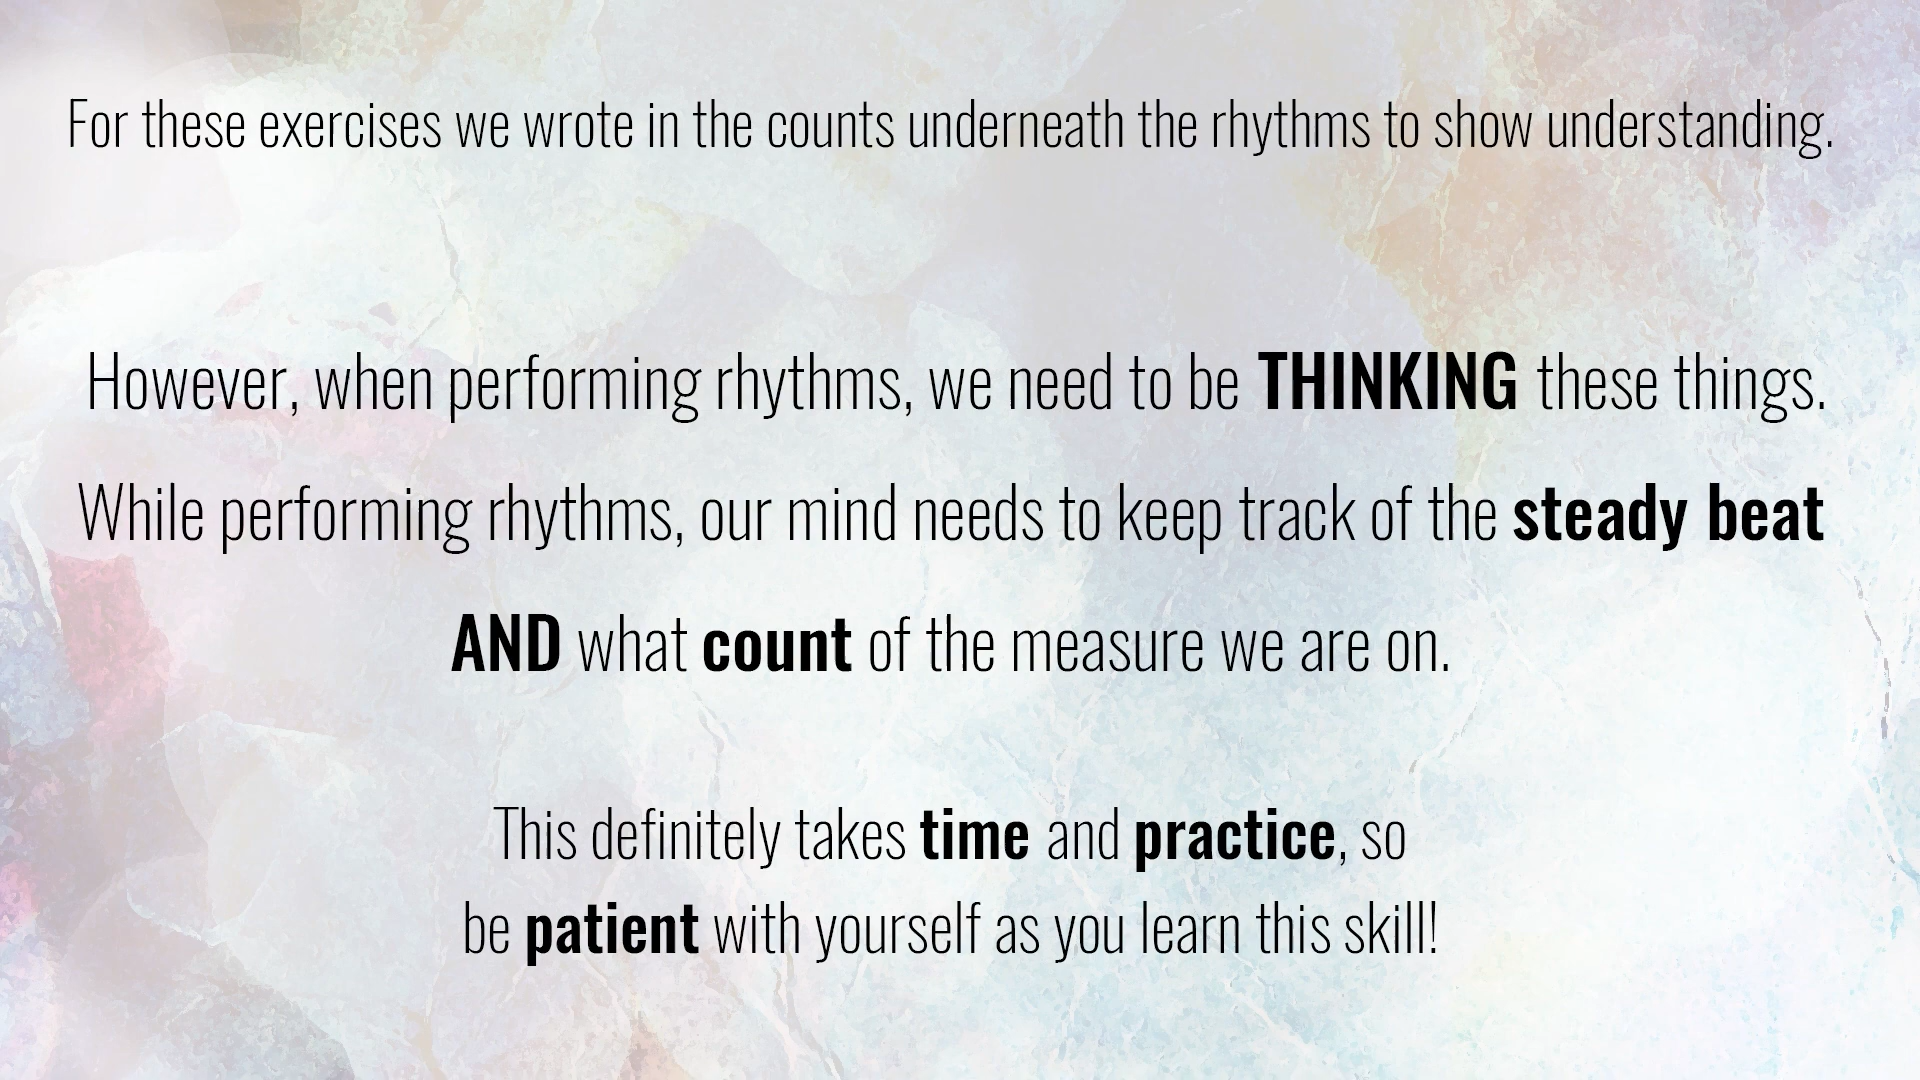 For these exercises we wrote in the counts underneath the rhythms to show understanding.
However, when performing rhythms, we need to be THINKING these things.
While performing rhythms, our mind needs to keep track of the steady beat
AND what count of the measure we are on.
This definitely takes time and practice, so
be patient with yourself as you learn this skill!